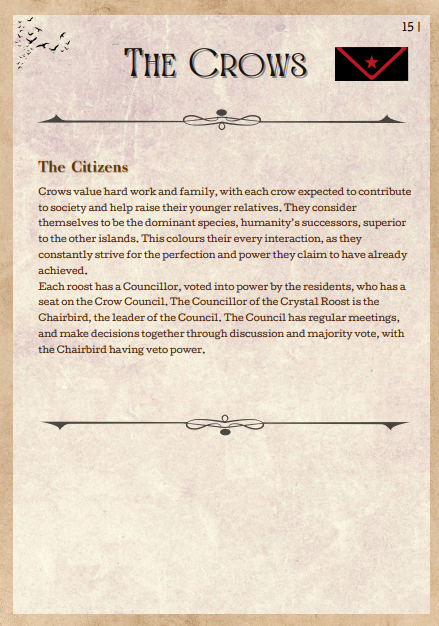 15 |
The Crows
The Citizens
Crows value hard work and family, with each crow expected to contribute
to society and help raise their younger relatives. They consider
themselves to be the dominant species, humanity's successors, superior
to the other islands. This colours their every interaction, as they
constantly strive for the perfection and power they claim to have already
achieved.
Each roost has a Councillor, voted into power by the residents, who has a
seat on the Crow Council. The Councillor of the Crystal Roost is the
Chairbird, the leader of the Council. The Council has regular meetings,
and make decisions together through discussion and majority vote, with
the Chairbird having veto power.